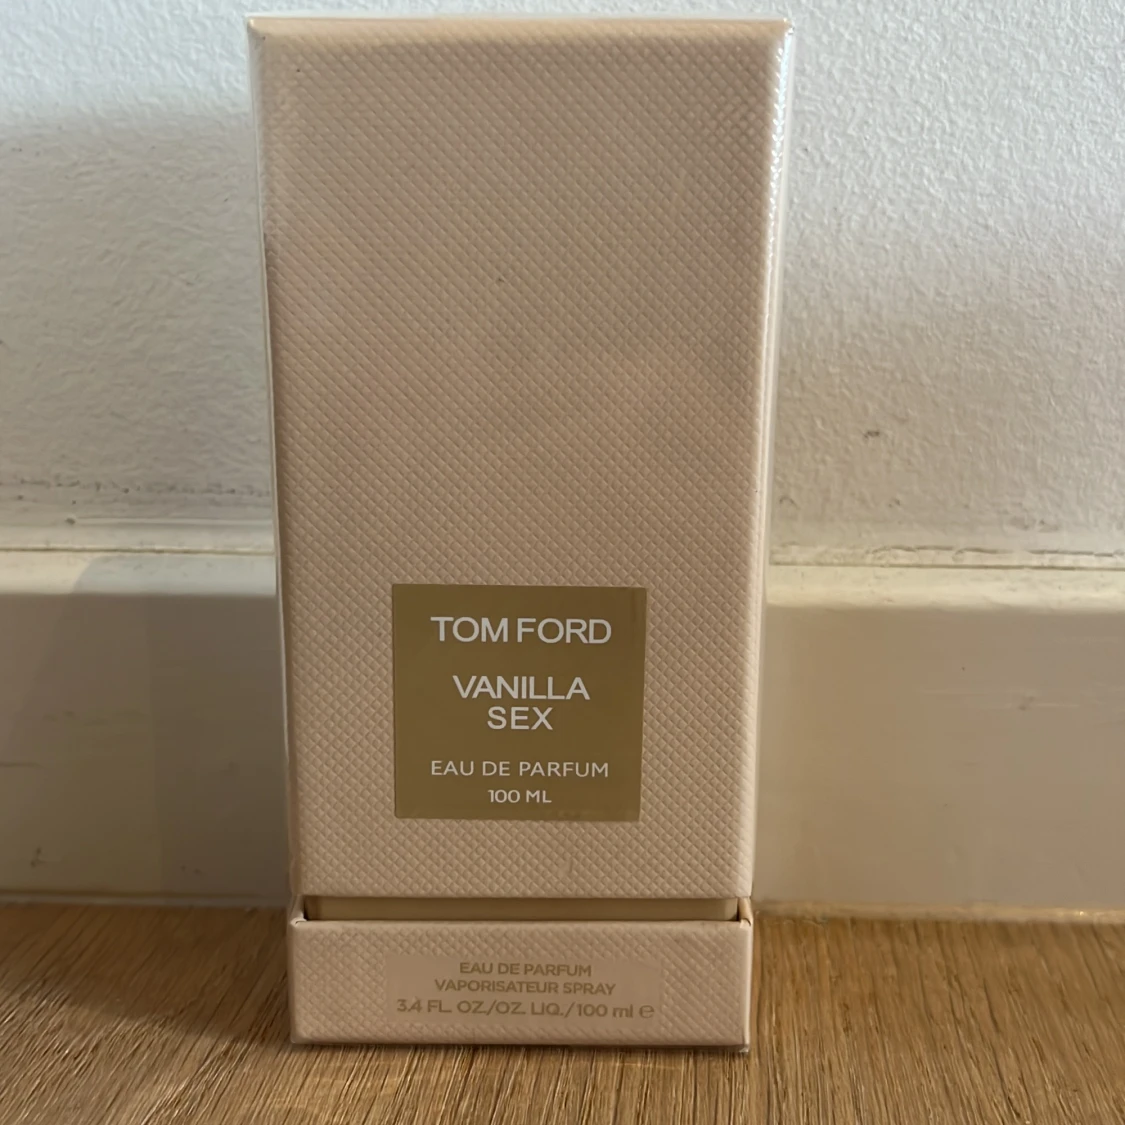 TOM FORD
VANILLA
SEX
EAU DE PARFUM
100 ML
EAU DE PARFUM
VAPORISATEUR SPRAY
3.4 FL. OZ./OZ. LIQ./100 ml ℮